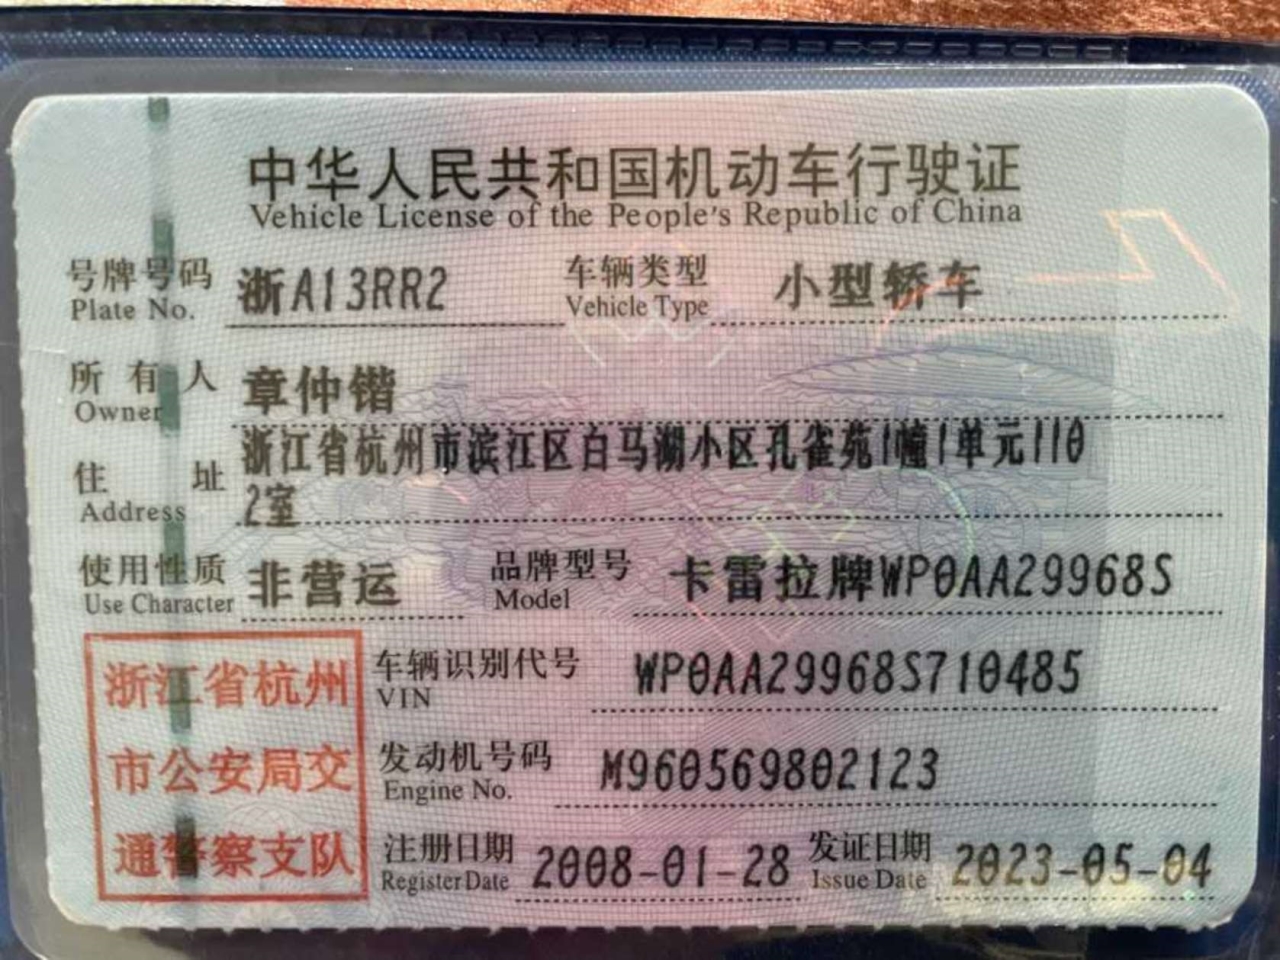 中华人民共和国机动车行驶证
Vehicle License of the People's Republic of China
号牌号码 浙A13RR2 车辆类型 小型轿车
Plate No. Vehicle Type
所有人 章仲锴
Owner
浙江省杭州市滨江区白马湖小区孔雀苑1幢1单元110
住址
Address 2室
使用性质 非营运 品牌型号 卡雷拉牌WP0AA29968S
Use Character Model
浙江省杭州 车辆识别代号 WP0AA29968S710485
VIN
市公安局交 发动机号码 M960569802123
Engine No.
通警察支队 注册日期 2008-01-28 发证日期 2023-05-04
Register Date Issue Date